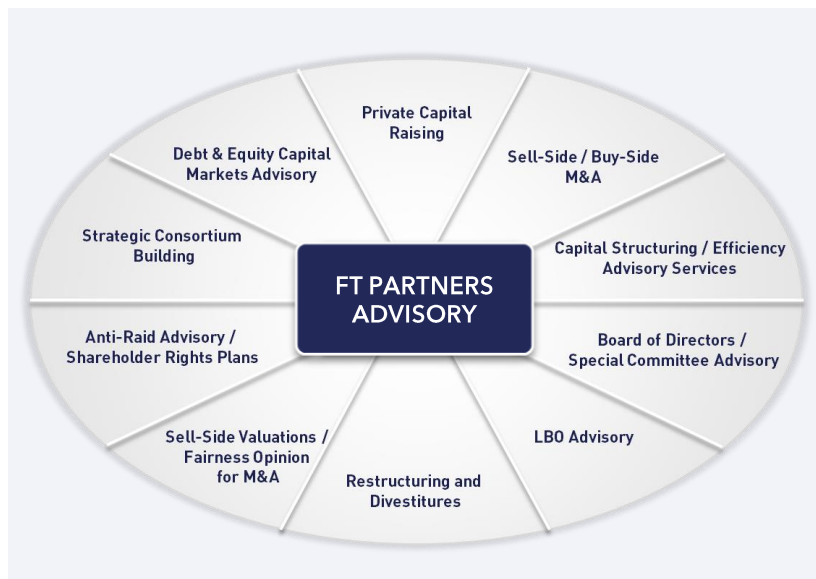 Private Capital
Raising
Sell-Side / Buy-Side
M&A
Capital Structuring / Efficiency
Advisory Services
Board of Directors /
Special Committee Advisory
LBO Advisory
Restructuring and
Divestitures
Sell-Side Valuations /
Fairness Opinion
for M&A
Anti-Raid Advisory /
Shareholder Rights Plans
Strategic Consortium
Building
Debt & Equity Capital
Markets Advisory
FT PARTNERS
ADVISORY